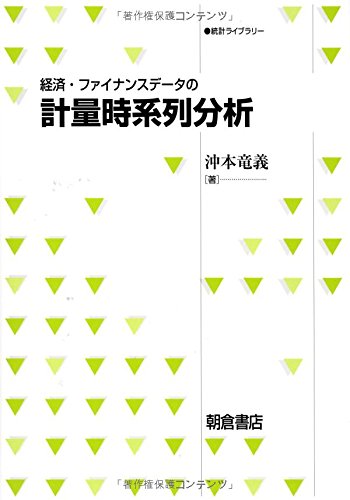 「著作権保護コンテンツ」
●統計ライブラリー
経済・ファイナンスデータの
計量時系列分析
沖本竜義
[著]
朝倉書店
「著作権保護コンテンツ」